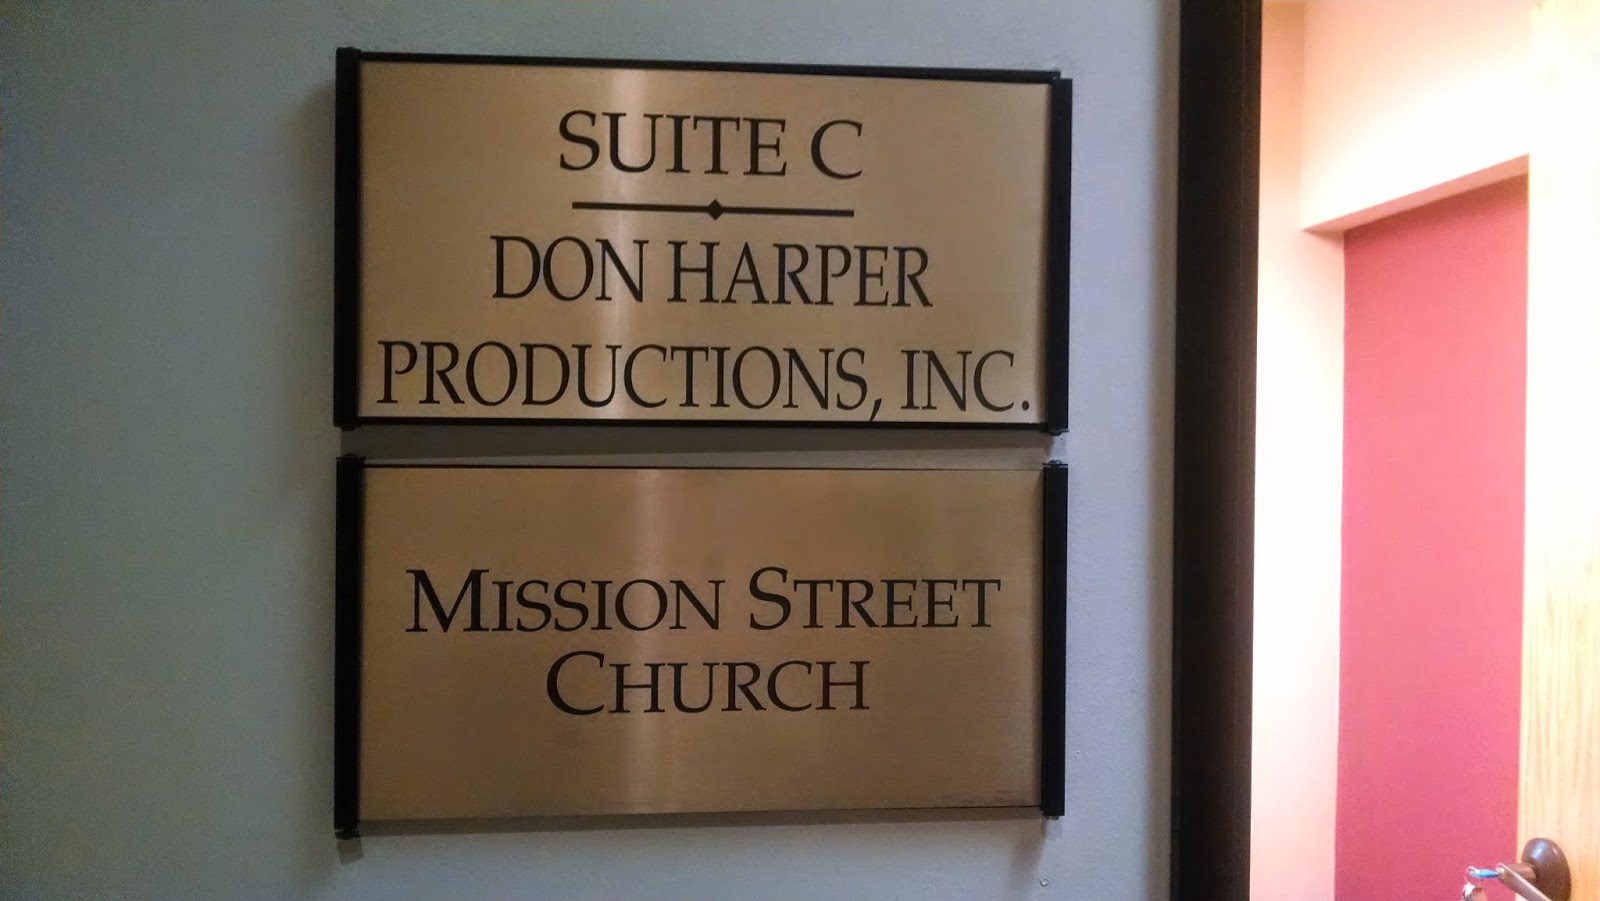 SUITE C
DON HARPER
PRODUCTIONS, INC.
MISSION STREET
CHURCH